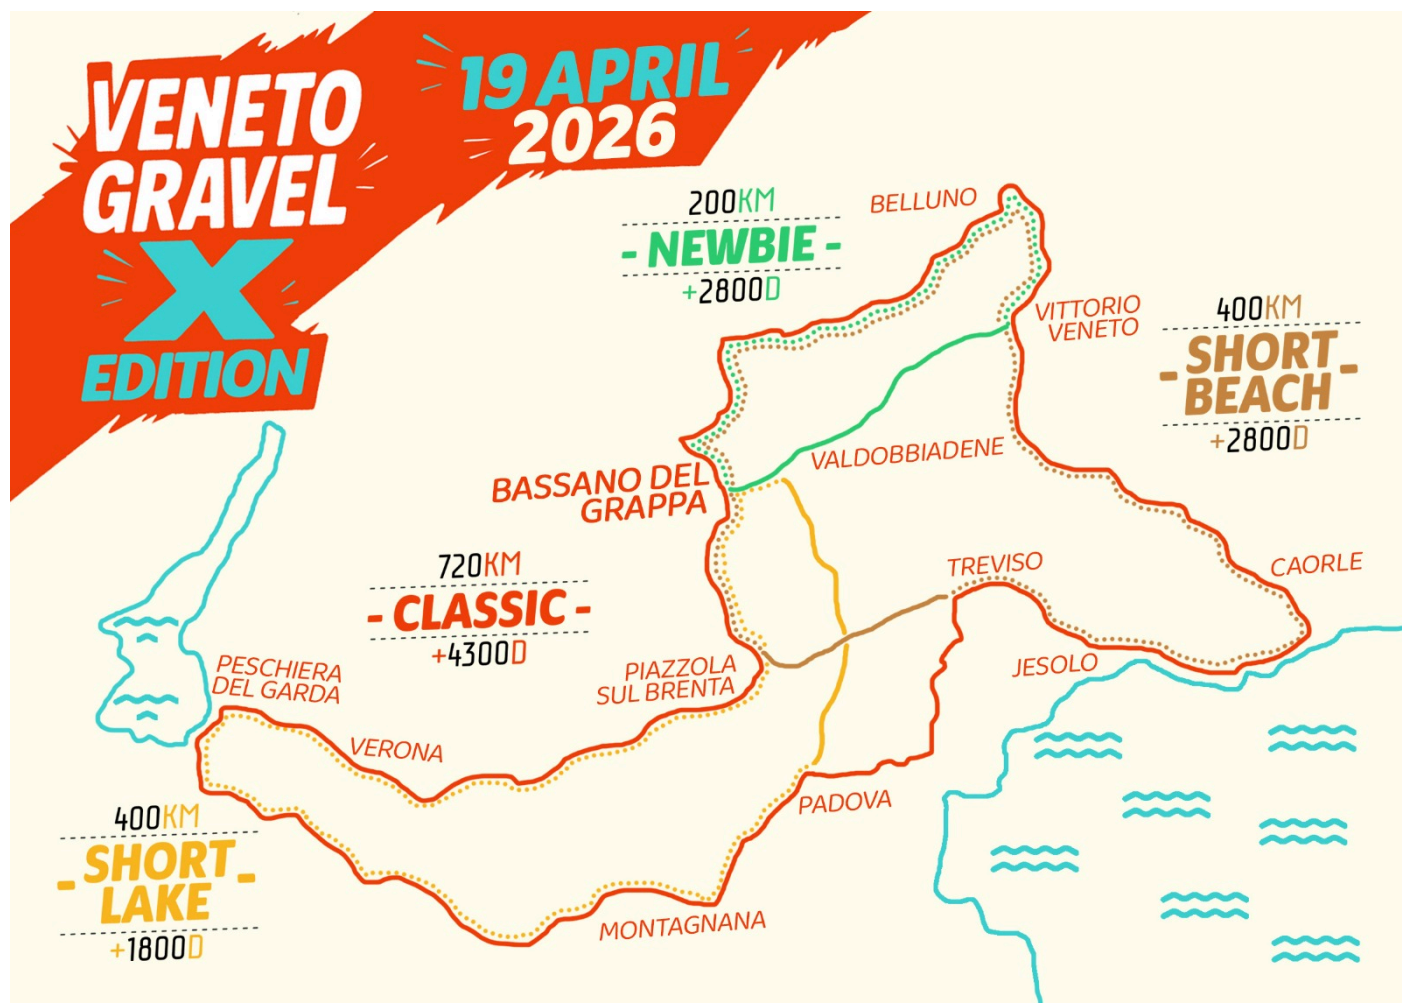 VENETO
GRAVEL
X
EDITION
19 APRIL
2026
200KM
- NEWBIE -
+2800D
BELLUNO
VITTORIO
VENETO
400KM
- SHORT
BEACH -
+2800D
VALDOBBIADENE
BASSANO DEL
GRAPPA
720KM
- CLASSIC -
+4300D
TREVISO
CAORLE
PIAZZOLA
SUL BRENTA
JESOLO
PESCHIERA
DEL GARDA
VERONA
PADOVA
400KM
- SHORT
LAKE -
+1800D
MONTAGNANA